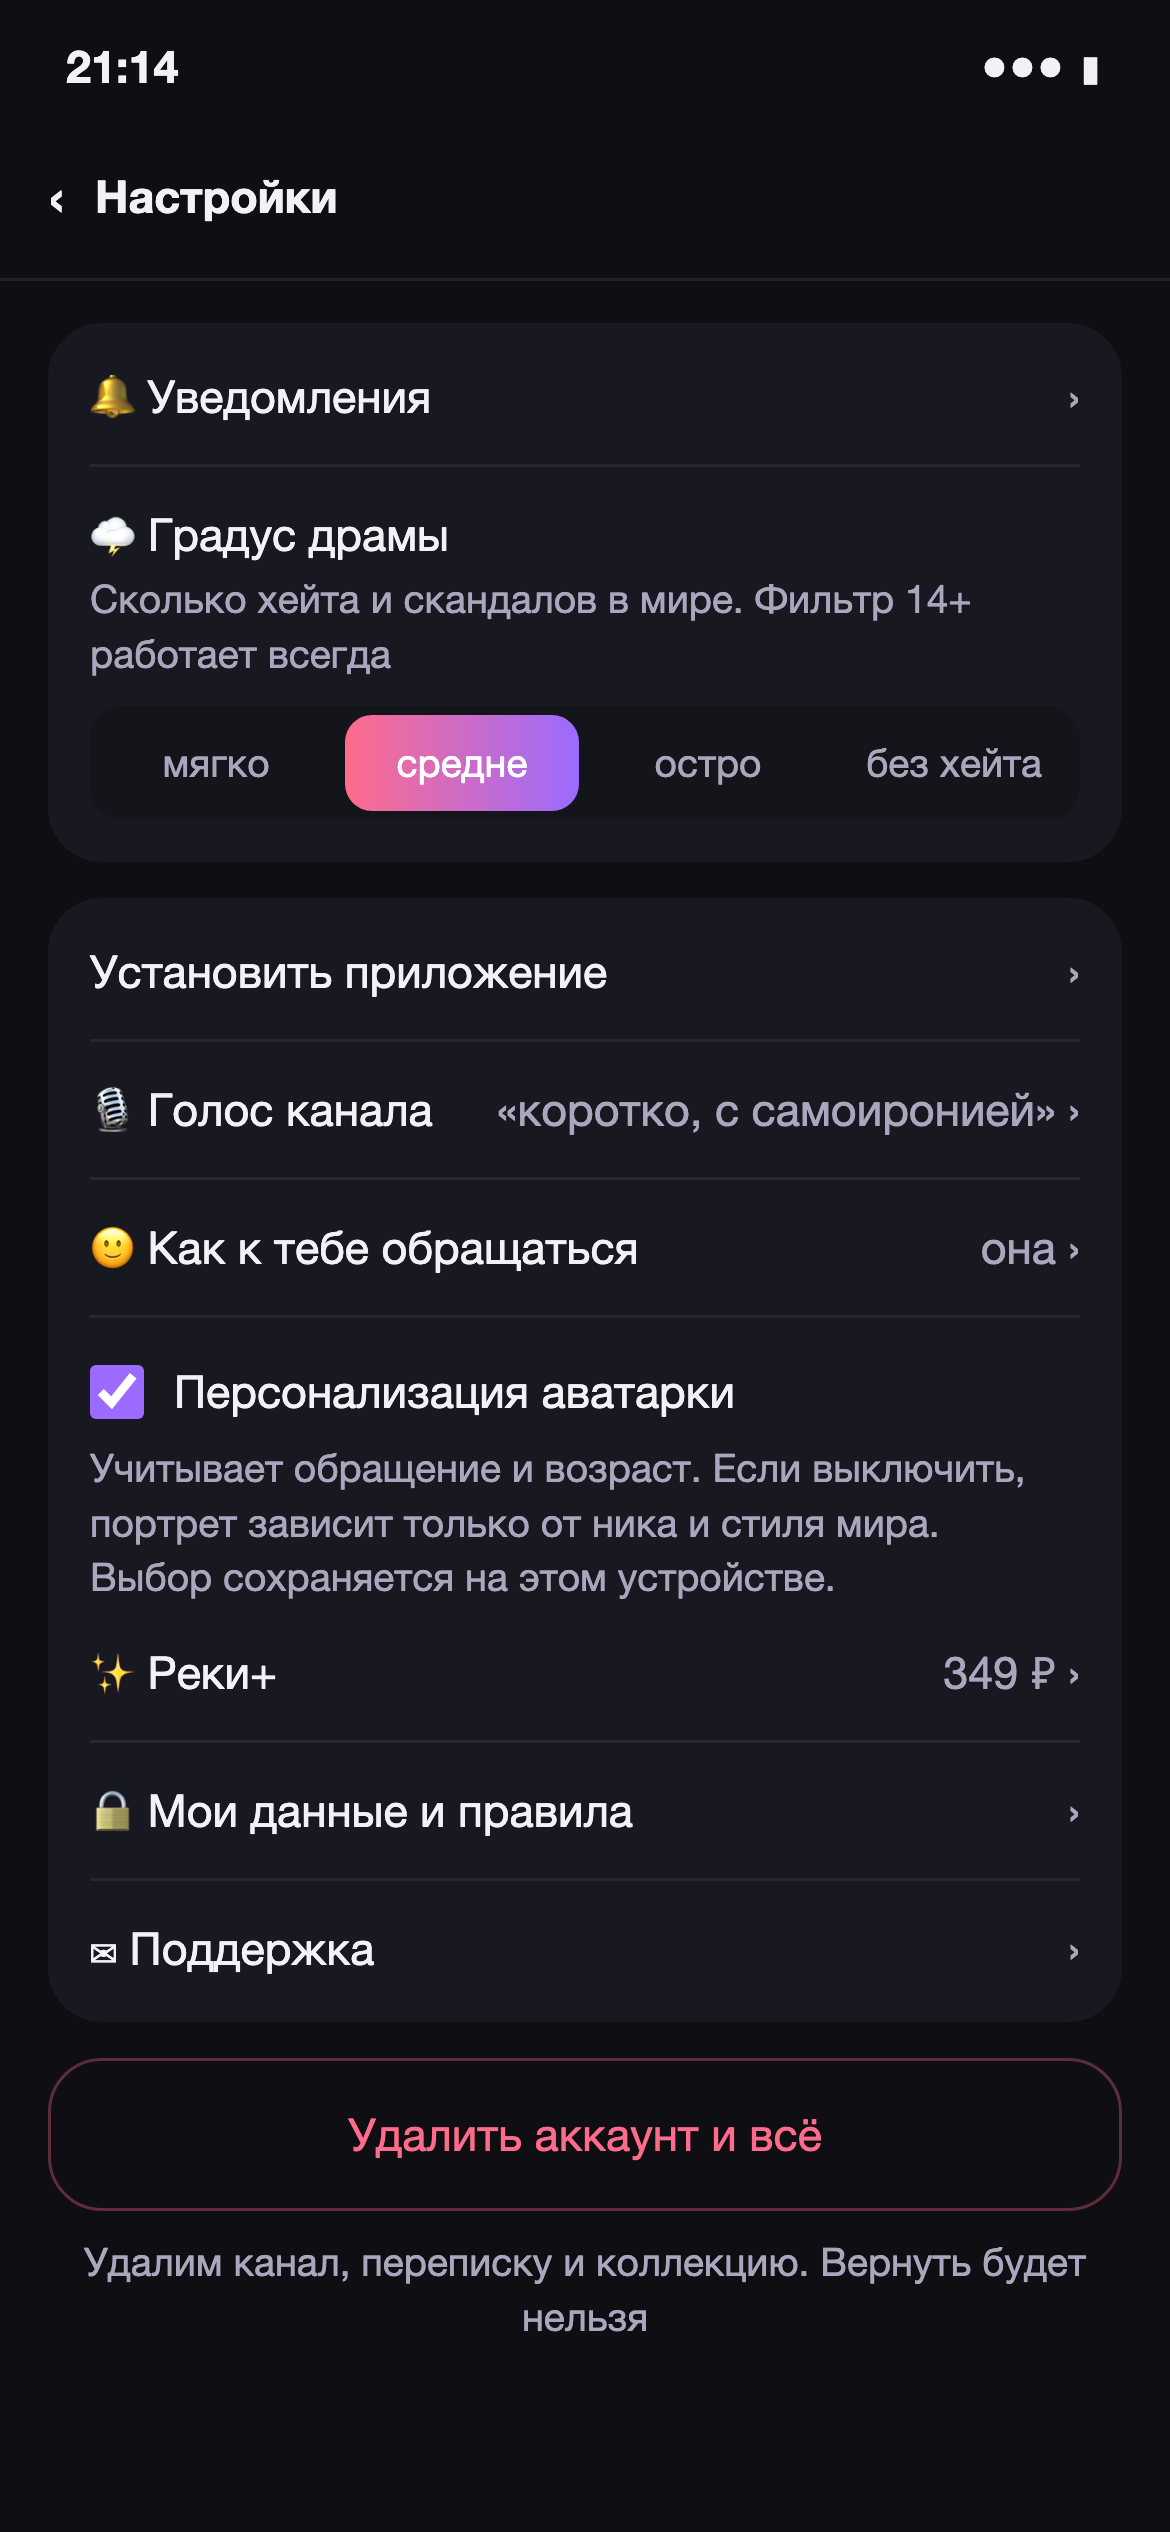 21:14
‹ Настройки
🔔 Уведомления ›
🌩 Градус драмы
Сколько хейта и скандалов в мире. Фильтр 14+
работает всегда
мягко средне остро без хейта
Установить приложение ›
🎙 Голос канала «коротко, с самоиронией» ›
🙂 Как к тебе обращаться она ›
Персонализация аватарки
Учитывает обращение и возраст. Если выключить,
портрет зависит только от ника и стиля мира.
Выбор сохраняется на этом устройстве.
✨ Реки+ 349 ₽ ›
🔒 Мои данные и правила ›
✉ Поддержка ›
Удалить аккаунт и всё
Удалим канал, переписку и коллекцию. Вернуть будет
нельзя